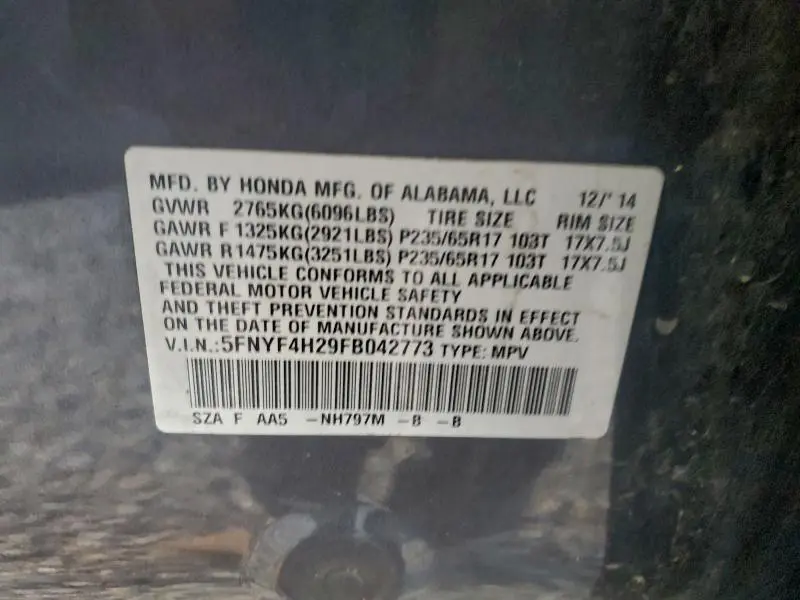 MFD. BY HONDA MFG. OF ALABAMA, LLC 12/' 14
GVWR 2765KG(6096LBS) TIRE SIZE RIM SIZE
GAWR F 1325KG(2921LBS) P235/65R17 103T 17X7.5J
GAWR R1475KG(3251LBS) P235/65R17 103T 17X7.5J
THIS VEHICLE CONFORMS TO ALL APPLICABLE
FEDERAL MOTOR VEHICLE SAFETY
AND THEFT PREVENTION STANDARDS IN EFFECT
ON THE DATE OF MANUFACTURE SHOWN ABOVE.
V.I.N.:5FNYF4H29FB042773 TYPE: MPV
SZA F AA5 -NH797M -B -B